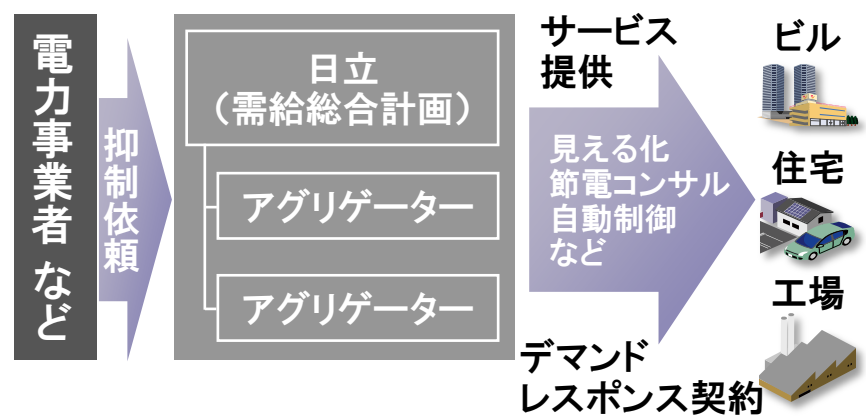 電力事業者 など
抑制依頼
日立
（需給総合計画）
アグリゲーター
アグリゲーター
サービス
提供
見える化
節電コンサル
自動制御
など
デマンド
レスポンス契約
ビル
住宅
工場